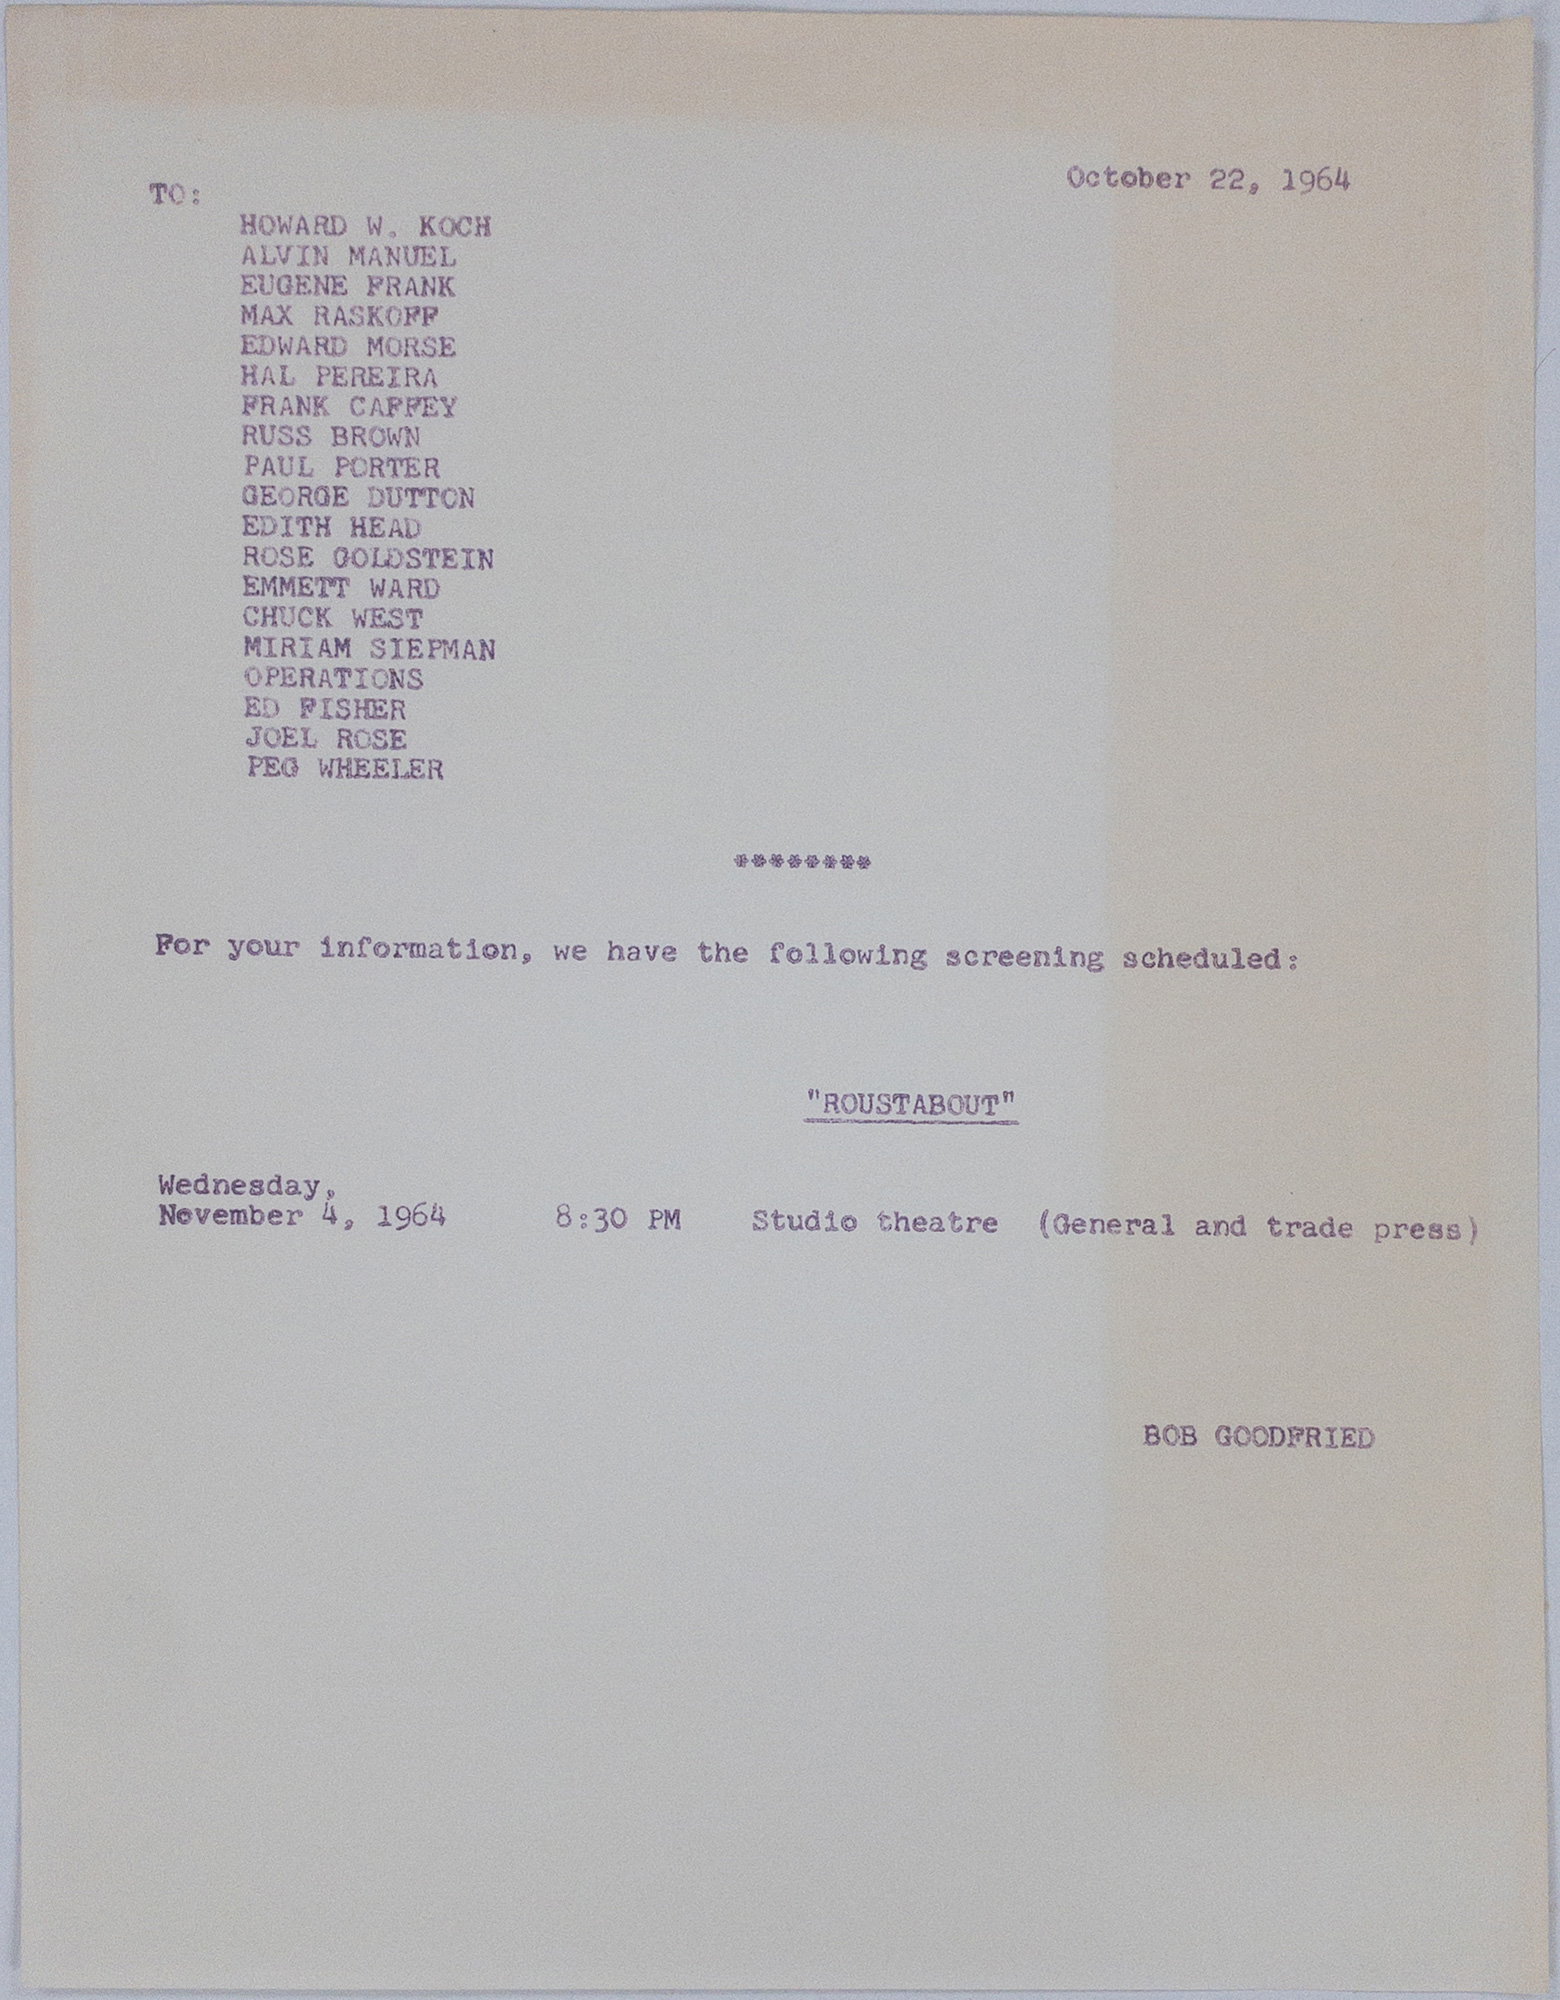 October 22, 1964
TO:
HOWARD W. KOCH
ALVIN MANUEL
EUGENE FRANK
MAX RASKOFF
EDWARD MORSE
HAL PEREIRA
FRANK CAFFEY
RUSS BROWN
PAUL PORTER
GEORGE DUTTON
EDITH HEAD
ROSE GOLDSTEIN
EMMETT WARD
CHUCK WEST
MIRIAM SIEPMAN
OPERATIONS
ED FISHER
JOEL ROSE
PEG WHEELER
********
For your information, we have the following screening scheduled:
"ROUSTABOUT"
Wednesday,
November 4, 1964 8:30 PM Studio theatre (General and trade press)
BOB GOODFRIED